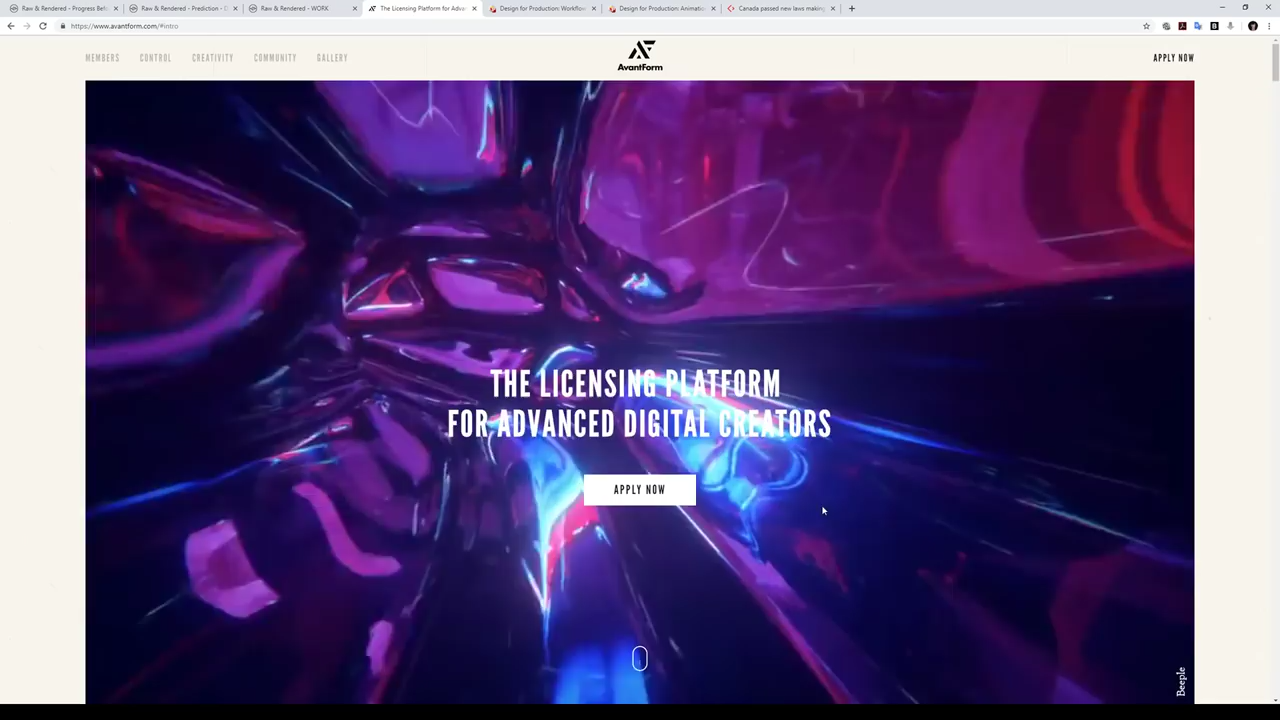 Raw & Rendered - Progress Befo
Raw & Rendered - Prediction - D
Raw & Rendered - WORK
The Licensing Platform for Adva
Design for Production: Workflow
Design for Production: Animatio
Canada passed new laws making
https://www.avantform.com/#intro
MEMBERS CONTROL CREATIVITY COMMUNITY GALLERY
AvantForm
APPLY NOW
THE LICENSING PLATFORM
FOR ADVANCED DIGITAL CREATORS
APPLY NOW
Beeple